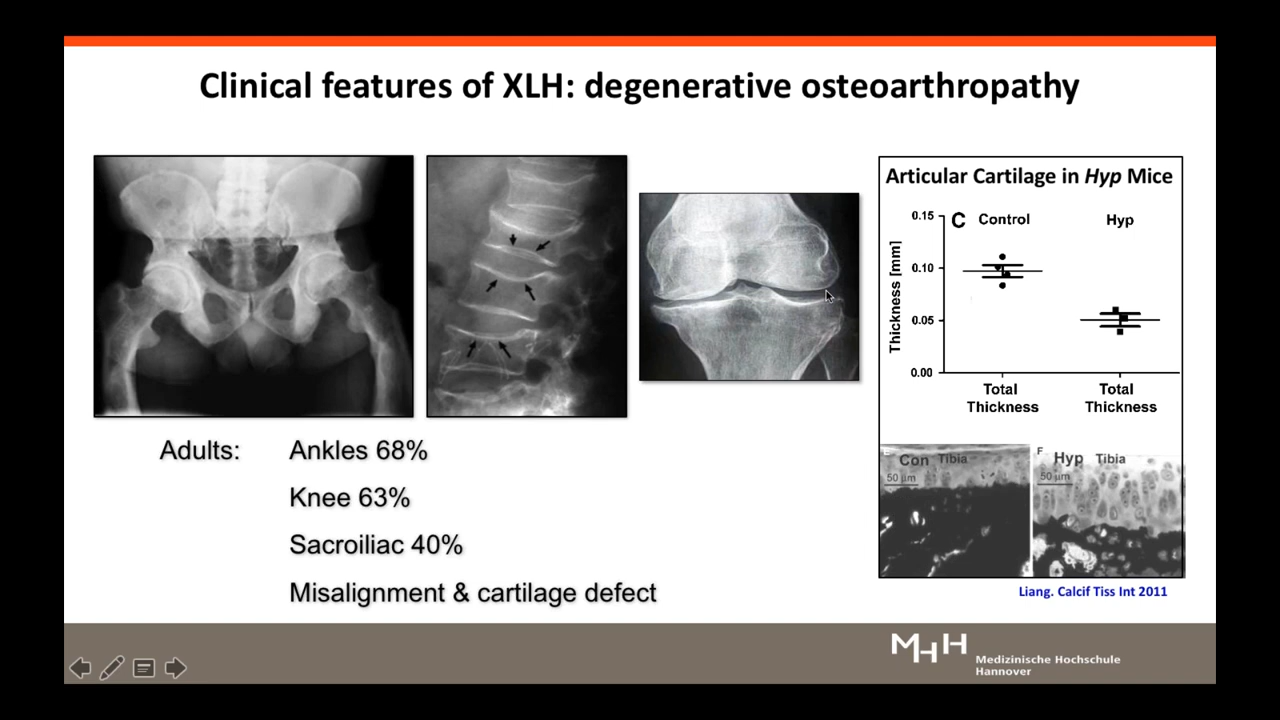 Clinical features of XLH: degenerative osteoarthropathy
Articular Cartilage in Hyp Mice
C Control Hyp
Thickness [mm]
0.15
0.10
0.05
0.00
Total Thickness
Total Thickness
E Con Tibia
50 µm
F Hyp Tibia
50 µm
Liang. Calcif Tiss Int 2011
Adults: Ankles 68%
Knee 63%
Sacroiliac 40%
Misalignment & cartilage defect
MHH
Medizinische Hochschule
Hannover